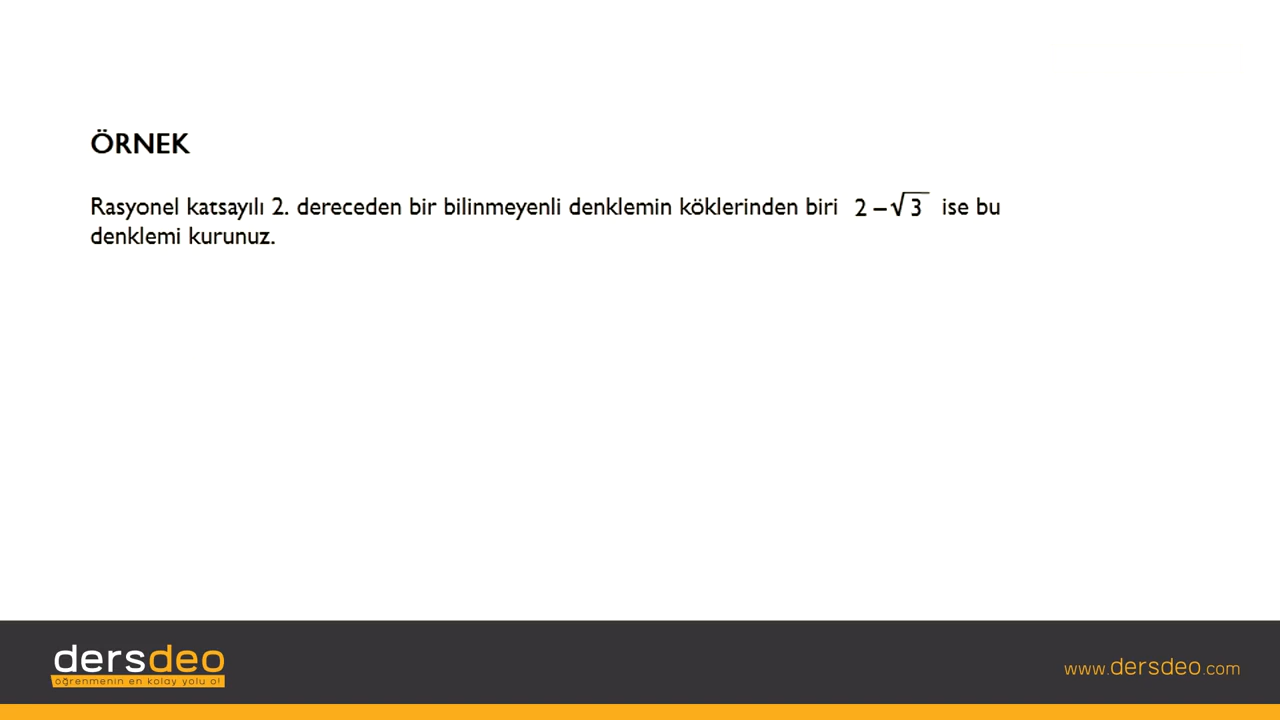 ÖRNEK
Rasyonel katsayılı 2. dereceden bir bilinmeyenli denklemin köklerinden biri 2 – √3 ise bu
denklemi kurunuz.
dersdeo
öğrenmenin en kolay yolu o!
www.dersdeo.com